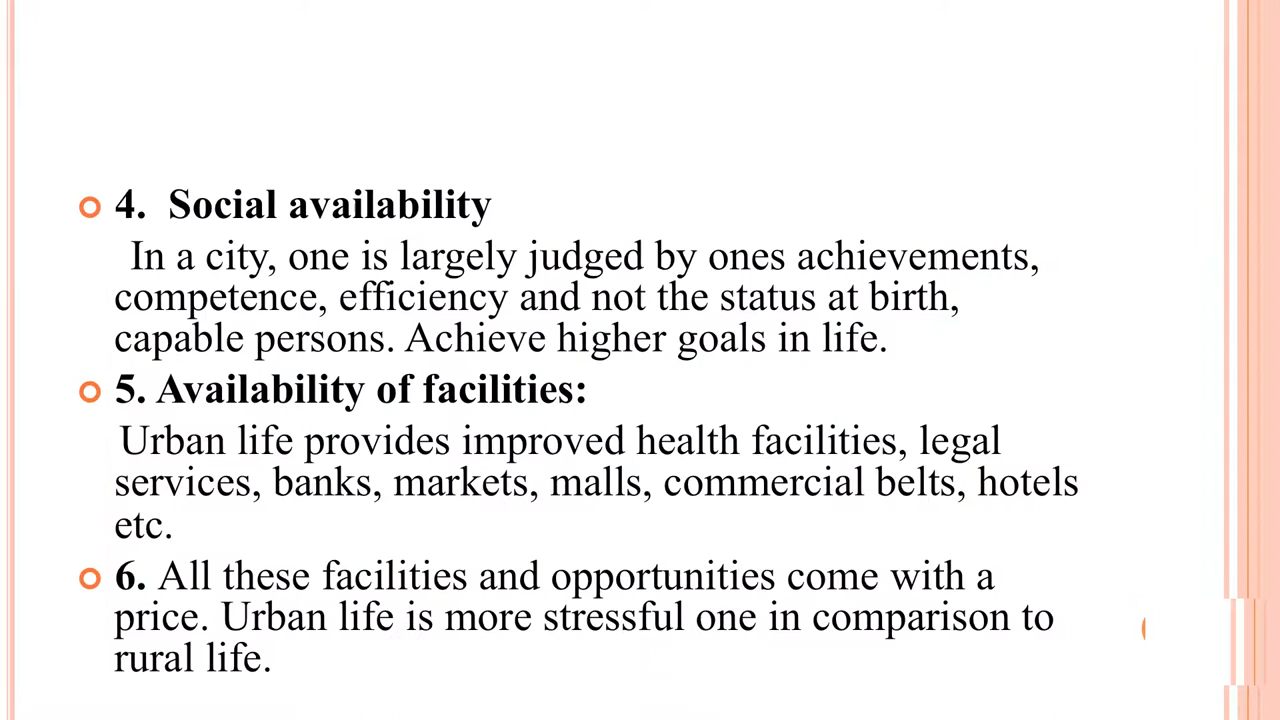 4. Social availability
In a city, one is largely judged by ones achievements,
competence, efficiency and not the status at birth,
capable persons. Achieve higher goals in life.
5. Availability of facilities:
Urban life provides improved health facilities, legal
services, banks, markets, malls, commercial belts, hotels
etc.
6. All these facilities and opportunities come with a
price. Urban life is more stressful one in comparison to
rural life.